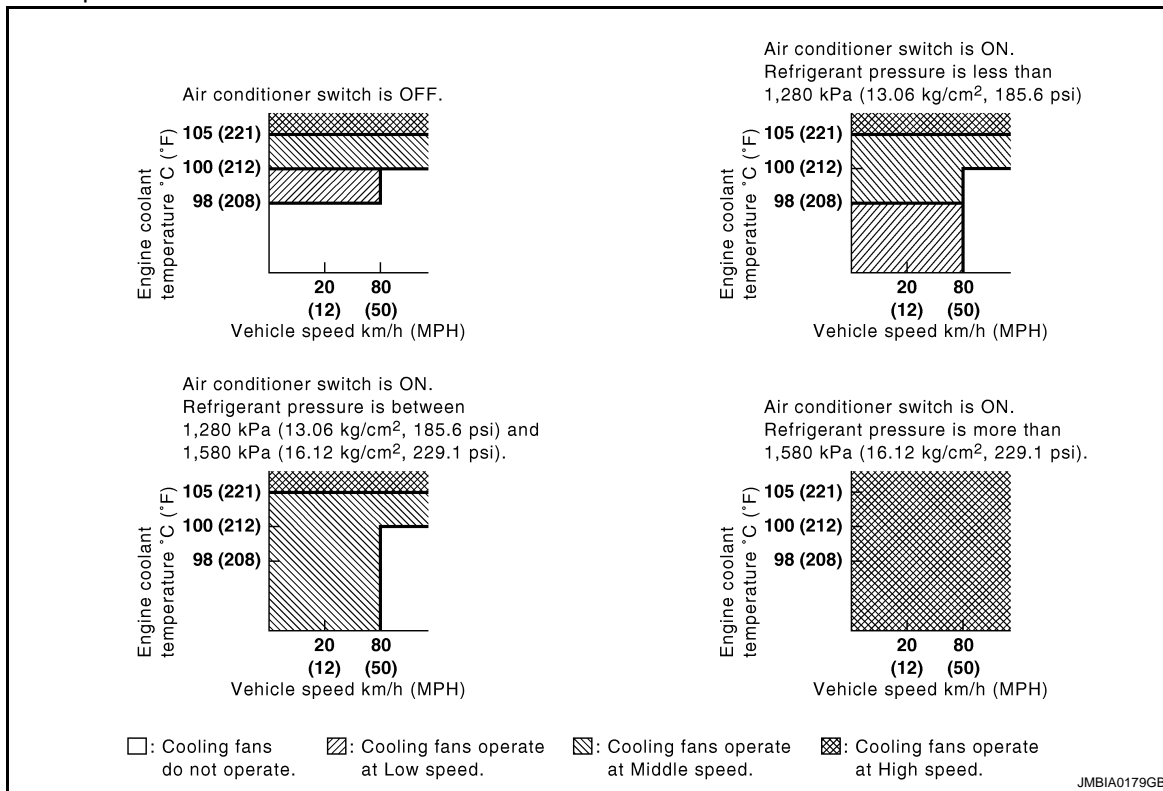 Air conditioner switch is OFF.
Engine coolant
temperature ˚C (˚F)
105 (221)
100 (212)
98 (208)
20
(12)
80
(50)
Vehicle speed km/h (MPH)
Air conditioner switch is ON.
Refrigerant pressure is less than
1,280 kPa (13.06 kg/cm², 185.6 psi)
Engine coolant
temperature ˚C (˚F)
105 (221)
100 (212)
98 (208)
20
(12)
80
(50)
Vehicle speed km/h (MPH)
Air conditioner switch is ON.
Refrigerant pressure is between
1,280 kPa (13.06 kg/cm², 185.6 psi) and
1,580 kPa (16.12 kg/cm², 229.1 psi).
Engine coolant
temperature ˚C (˚F)
105 (221)
100 (212)
98 (208)
20
(12)
80
(50)
Vehicle speed km/h (MPH)
Air conditioner switch is ON.
Refrigerant pressure is more than
1,580 kPa (16.12 kg/cm², 229.1 psi).
Engine coolant
temperature ˚C (˚F)
105 (221)
100 (212)
98 (208)
20
(12)
80
(50)
Vehicle speed km/h (MPH)
: Cooling fans
do not operate.
: Cooling fans operate
at Low speed.
: Cooling fans operate
at Middle speed.
: Cooling fans operate
at High speed.
JMBIA0179GB